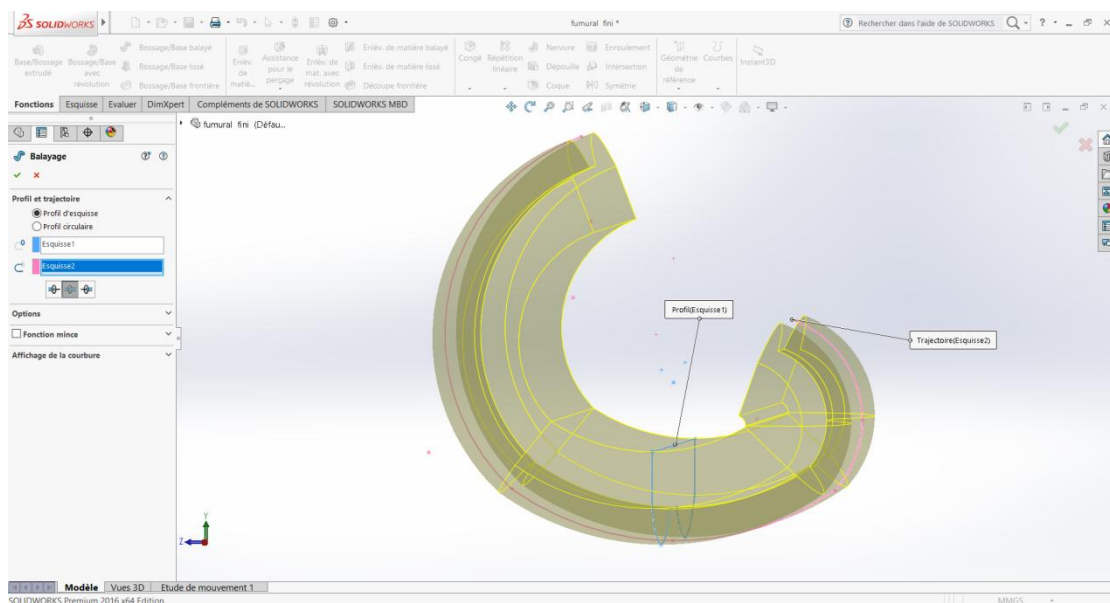 SOLIDWORKS
fumural fini *
Rechercher dans l'aide de SOLIDWORKS
Base/Bossage extrudé
Bossage/Base avec révolution
Bossage/Base balayé
Bossage/Base lissé
Bossage/Base frontière
Enlèv. de matiè...
Assistance pour le perçage
Enlèv. de mat. avec révolution
Enlèv. de matière balayé
Enlèv. de matière lissé
Découpe frontière
Congé
Répétition linéaire
Nervure
Dépouille
Coque
Enroulement
Intersection
Symétrie
Géométrie de référence
Courbes
Instant3D
Fonctions Esquisse Evaluer DimXpert Compléments de SOLIDWORKS SOLIDWORKS MBD
fumural fini (Défau...
Balayage
Profil et trajectoire
Profil d'esquisse
Profil circulaire
Esquisse1
Esquisse2
Options
Fonction mince
Affichage de la courbure
Profil(Esquisse1)
Trajectoire(Esquisse2)
Y
Z
Modèle Vues 3D Etude de mouvement 1
SOLIDWORKS Premium 2016 x64 Edition
MMGS